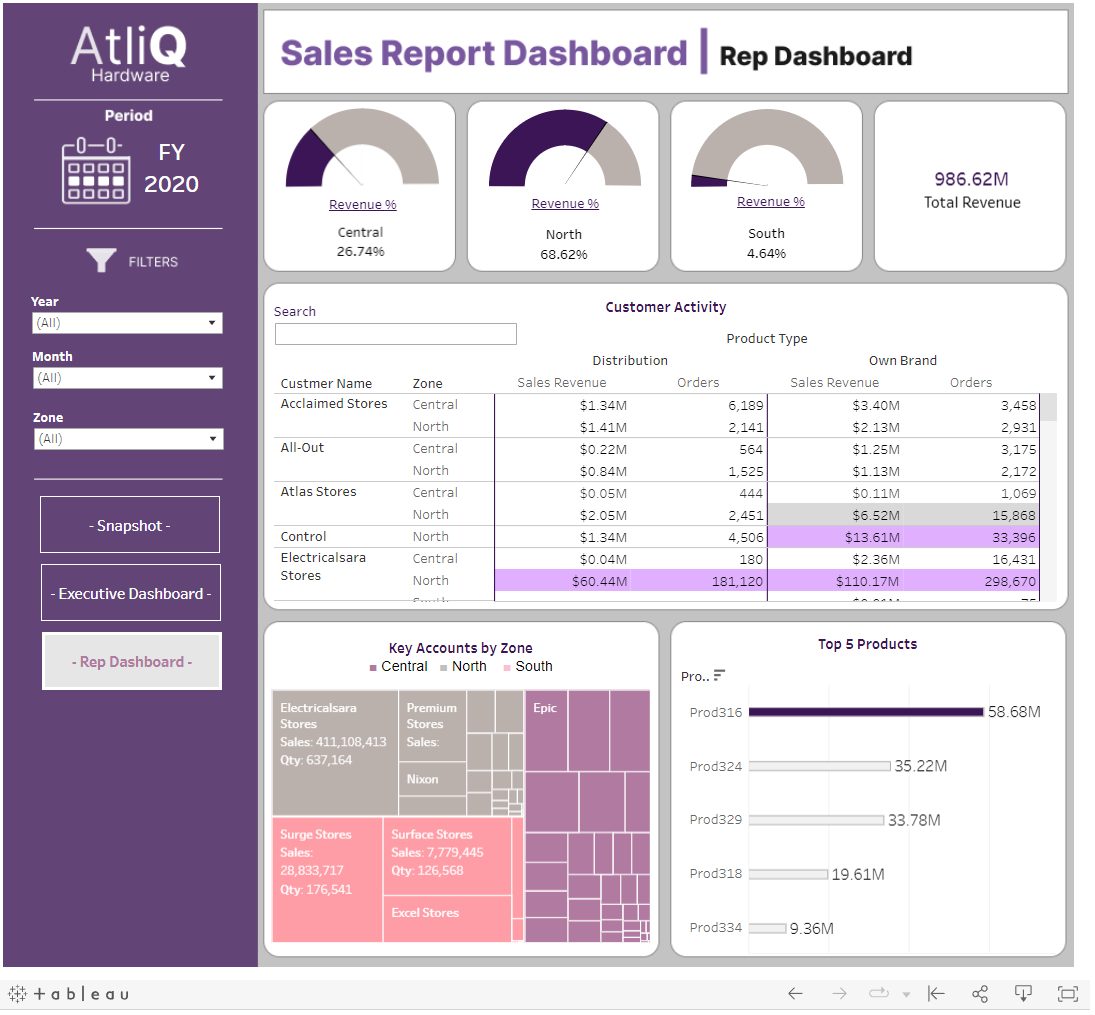 AtliQ
Hardware
Period
FY
2020
FILTERS
Year
(All)
Month
(All)
Zone
(All)
- Snapshot -
- Executive Dashboard -
- Rep Dashboard -
Sales Report Dashboard | Rep Dashboard
Revenue %
Central
26.74%
Revenue %
North
68.62%
Revenue %
South
4.64%
986.62M
Total Revenue
Search
Customer Activity
Product Type
Distribution Own Brand
Custmer Name Zone Sales Revenue Orders Sales Revenue Orders
Acclaimed Stores Central $1.34M 6,189 $3.40M 3,458
North $1.41M 2,141 $2.13M 2,931
All-Out Central $0.22M 564 $1.25M 3,175
North $0.84M 1,525 $1.13M 2,172
Atlas Stores Central $0.05M 444 $0.11M 1,069
North $2.05M 2,451 $6.52M 15,868
Control North $1.34M 4,506 $13.61M 33,396
Electricalsara Central $0.04M 180 $2.36M 16,431
Stores North $60.44M 181,120 $110.17M 298,670
Key Accounts by Zone
Central North South
Electricalsara
Stores
Sales: 411,108,413
Qty: 637,164
Premium
Stores
Sales:
Nixon
Epic
Surge Stores
Sales:
28,833,717
Qty: 176,541
Surface Stores
Sales: 7,779,445
Qty: 126,568
Excel Stores
Top 5 Products
Pro..
Prod316 58.68M
Prod324 35.22M
Prod329 33.78M
Prod318 19.61M
Prod334 9.36M
+ a b l e a u